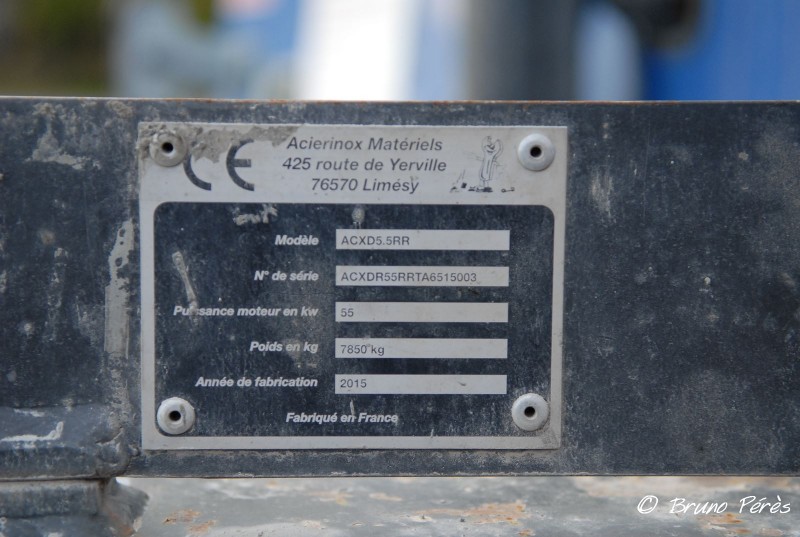 CE
Acierinox Matériels
425 route de Yerville
76570 Limésy
Modèle ACXD5.5RR
N° de série ACXDR55RRTA6515003
Puissance moteur en kw 55
Poids en kg 7850 kg
Année de fabrication 2015
Fabriqué en France
© Bruno Pérès